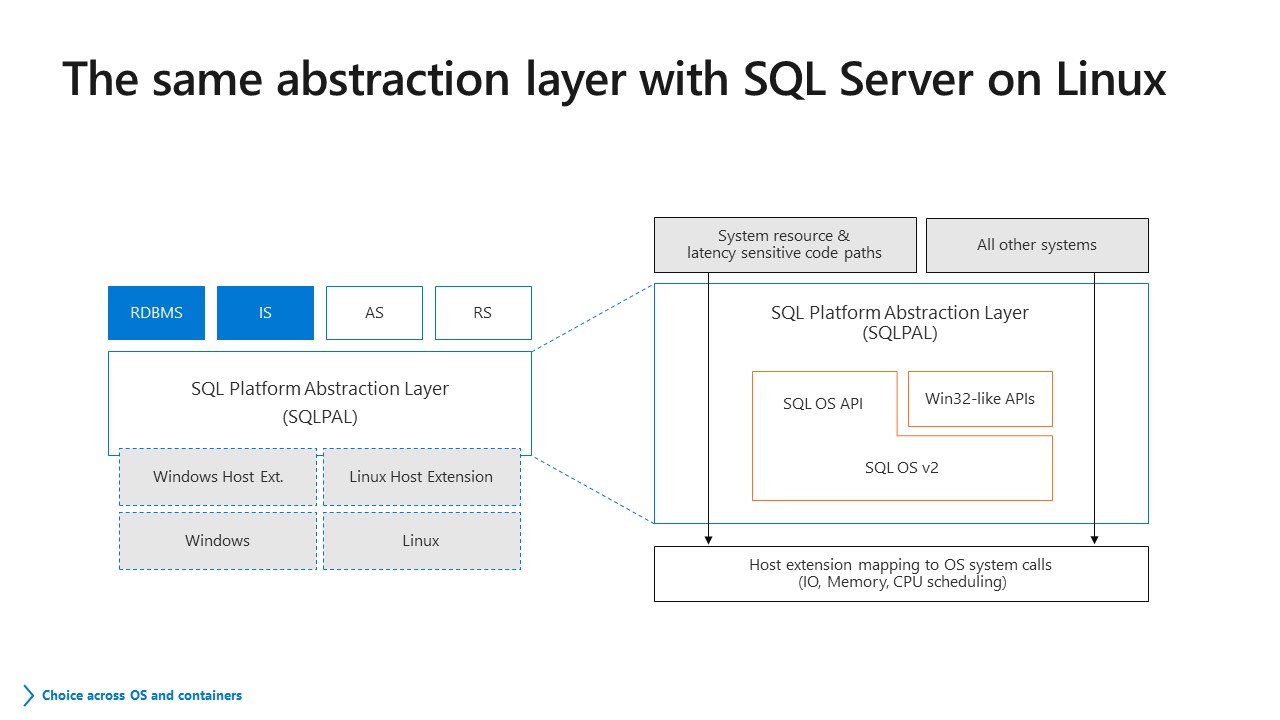 The same abstraction layer with SQL Server on Linux
RDBMS
IS
AS
RS
SQL Platform Abstraction Layer
(SQLPAL)
Windows Host Ext.
Linux Host Extension
Windows
Linux
System resource &
latency sensitive code paths
All other systems
SQL Platform Abstraction Layer
(SQLPAL)
SQL OS API
Win32-like APIs
SQL OS v2
Host extension mapping to OS system calls
(IO, Memory, CPU scheduling)
Choice across OS and containers